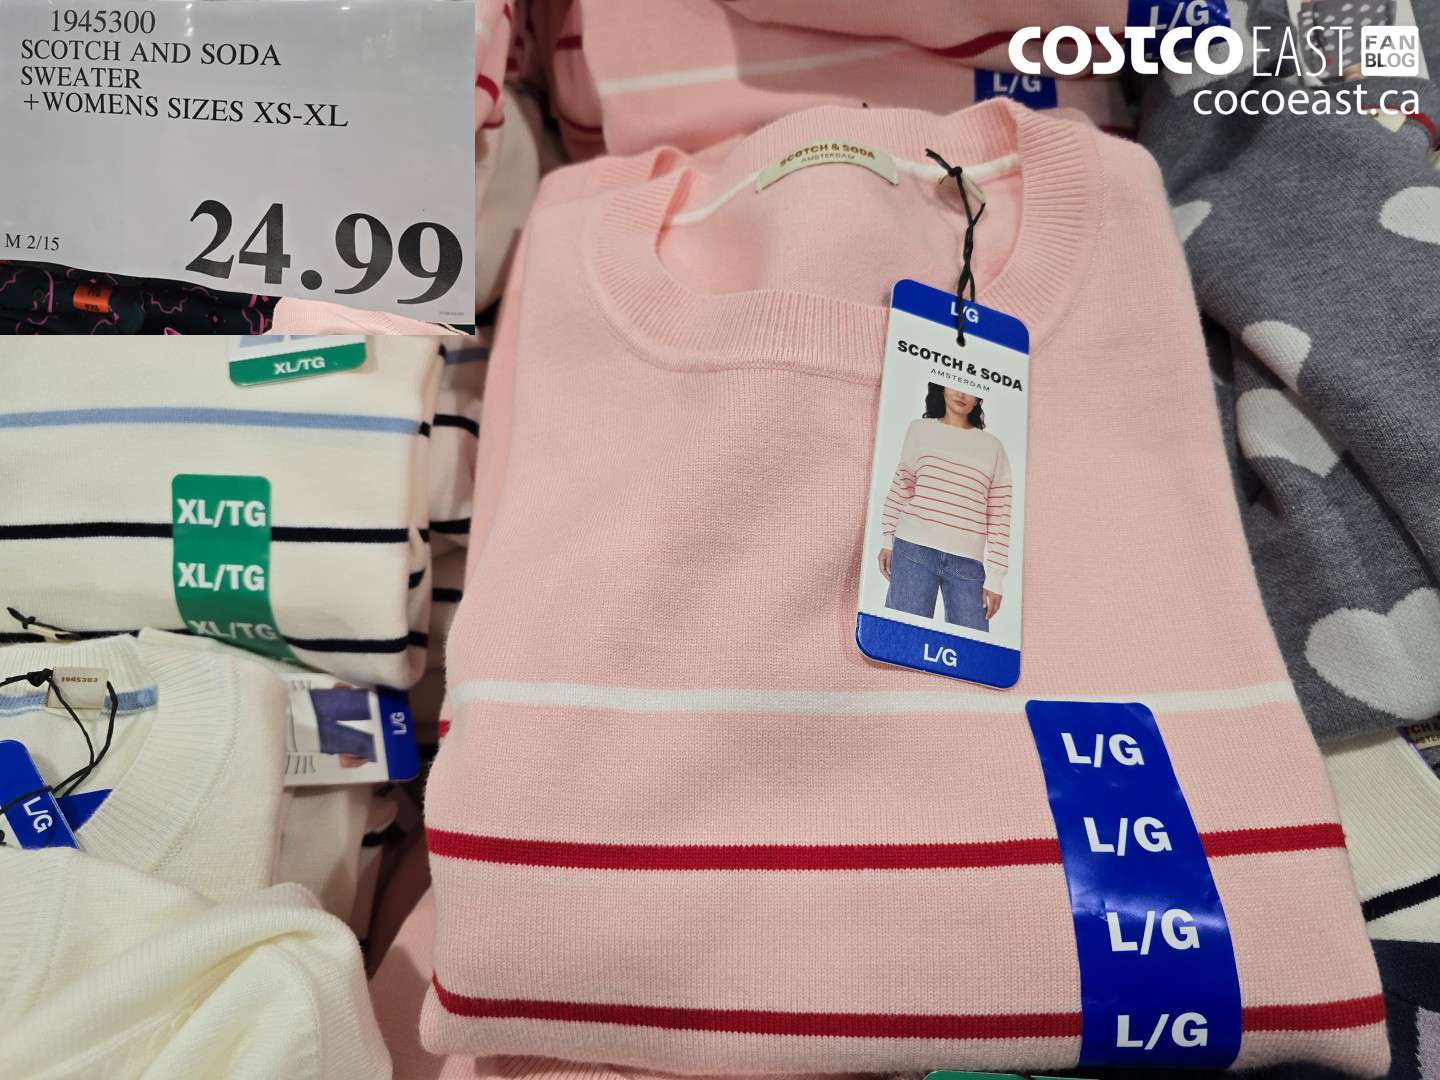 1945300
SCOTCH AND SODA
SWEATER
+WOMENS SIZES XS-XL
24.99
M 2/15
COSTCO EAST FAN BLOG
cocoeast.ca
L/G
L/G
SCOTCH & SODA
AMSTERDAM
L/G
SCOTCH & SODA
AMSTERDAM
L/G
XL/TG
XL/TG
XL/TG
XL/TG
L/G
L/G
L/G
L/G
L/G
L/G